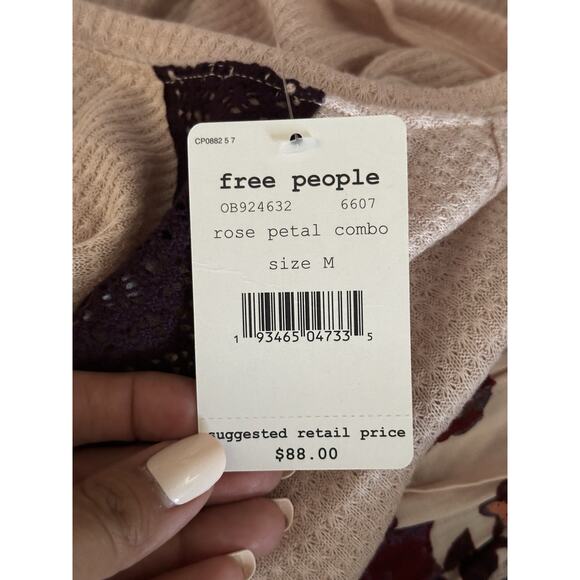 CP0882 5 7
free people
OB924632 6607
rose petal combo
size M
1 93465 04733 5
suggested retail price
$88.00